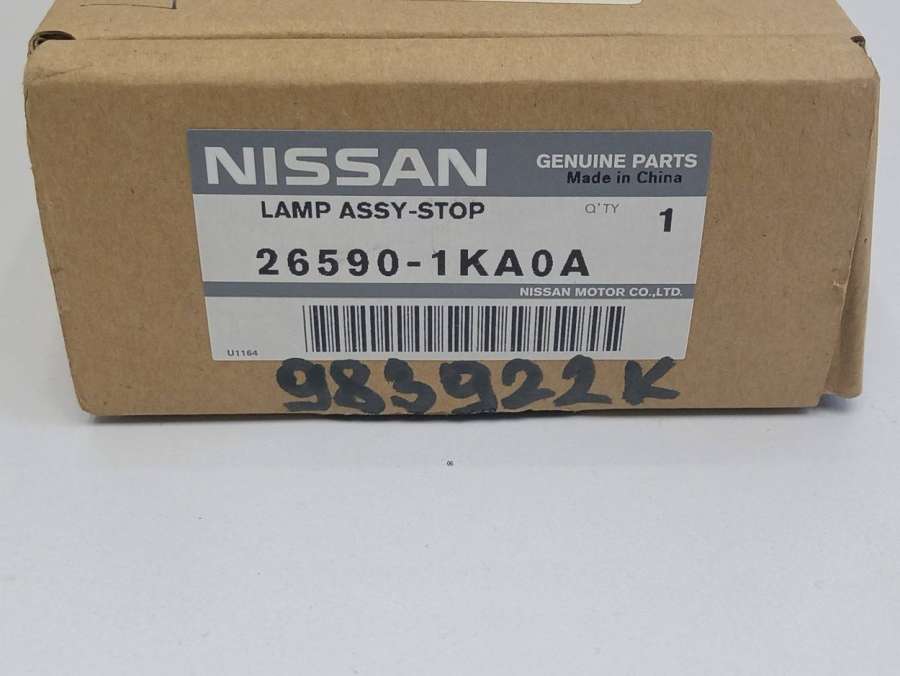 NISSAN
GENUINE PARTS
Made in China
LAMP ASSY-STOP
Q'TY 1
26590-1KA0A
NISSAN MOTOR CO.,LTD.
U1164
983922K
06